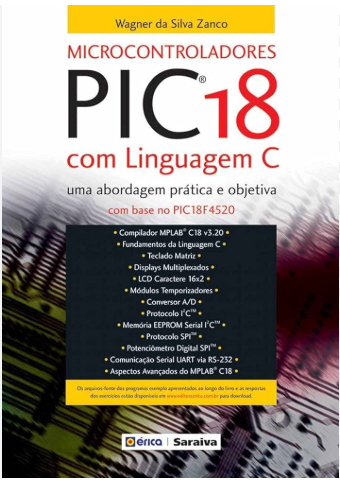 Wagner da Silva Zanco
MICROCONTROLADORES
PIC®18
com Linguagem C
uma abordagem prática e objetiva
com base no PIC18F4520
• Compilador MPLAB® C18 v3.20 •
• Fundamentos da Linguagem C •
• Teclado Matriz •
• Displays Multiplexados •
• LCD Caractere 16x2 •
• Módulos Temporizadores •
• Conversor A/D •
• Protocolo I²C™ •
• Memória EEPROM Serial I²C™ •
• Protocolo SPI™ •
• Potenciômetro Digital SPI™ •
• Comunicação Serial UART via RS-232 •
• Aspectos Avançados do MPLAB® C18 •
Os arquivos-fonte dos programas exemplo apresentados ao longo do livro e as respostas
dos exercícios estão disponíveis em www.editoraerica.com.br para download.
érica | Saraiva